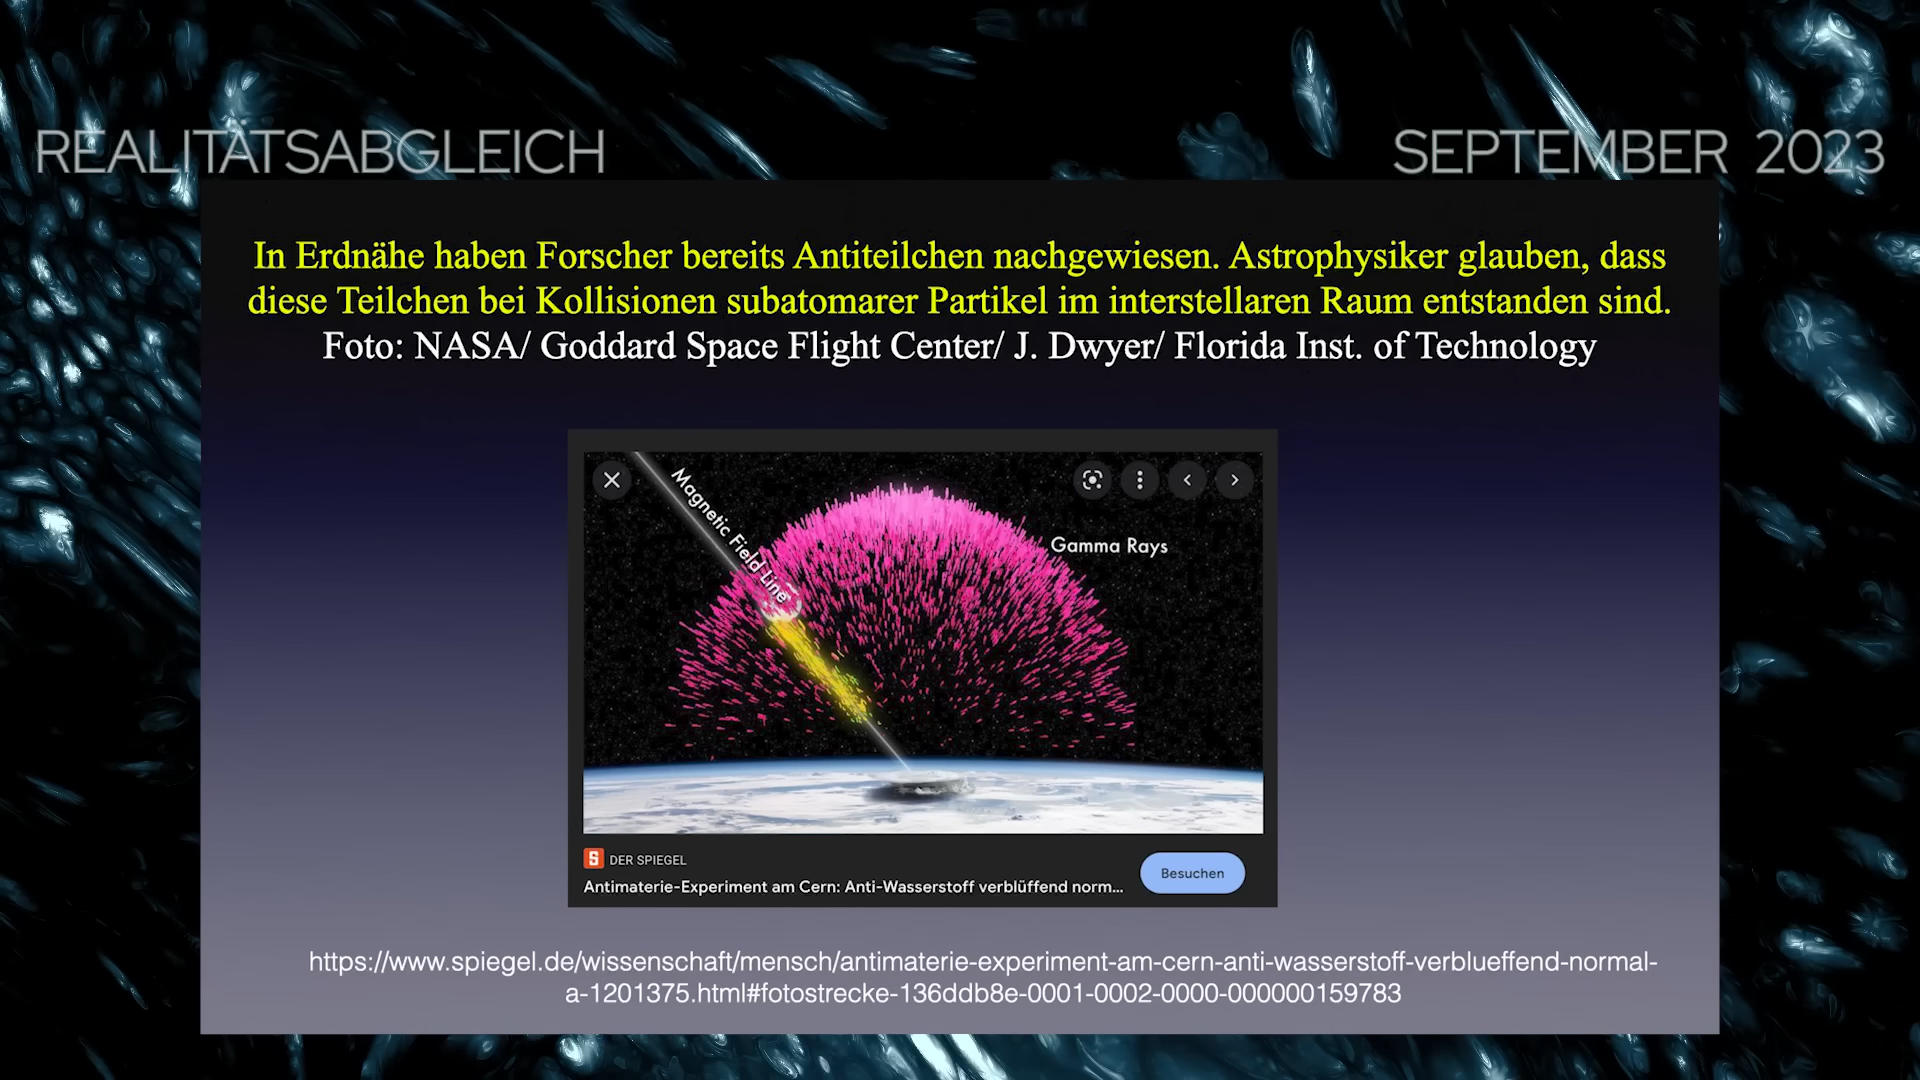 REALITÄTSABGLEICH
SEPTEMBER 2023
In Erdnähe haben Forscher bereits Antiteilchen nachgewiesen. Astrophysiker glauben, dass
diese Teilchen bei Kollisionen subatomarer Partikel im interstellaren Raum entstanden sind.
Foto: NASA/ Goddard Space Flight Center/ J. Dwyer/ Florida Inst. of Technology
Magnetic Field Line
Gamma Rays
S DER SPIEGEL
Antimaterie-Experiment am Cern: Anti-Wasserstoff verblüffend norm...
Besuchen
https://www.spiegel.de/wissenschaft/mensch/antimaterie-experiment-am-cern-anti-wasserstoff-verblueffend-normal-
a-1201375.html#fotostrecke-136ddb8e-0001-0002-0000-000000159783